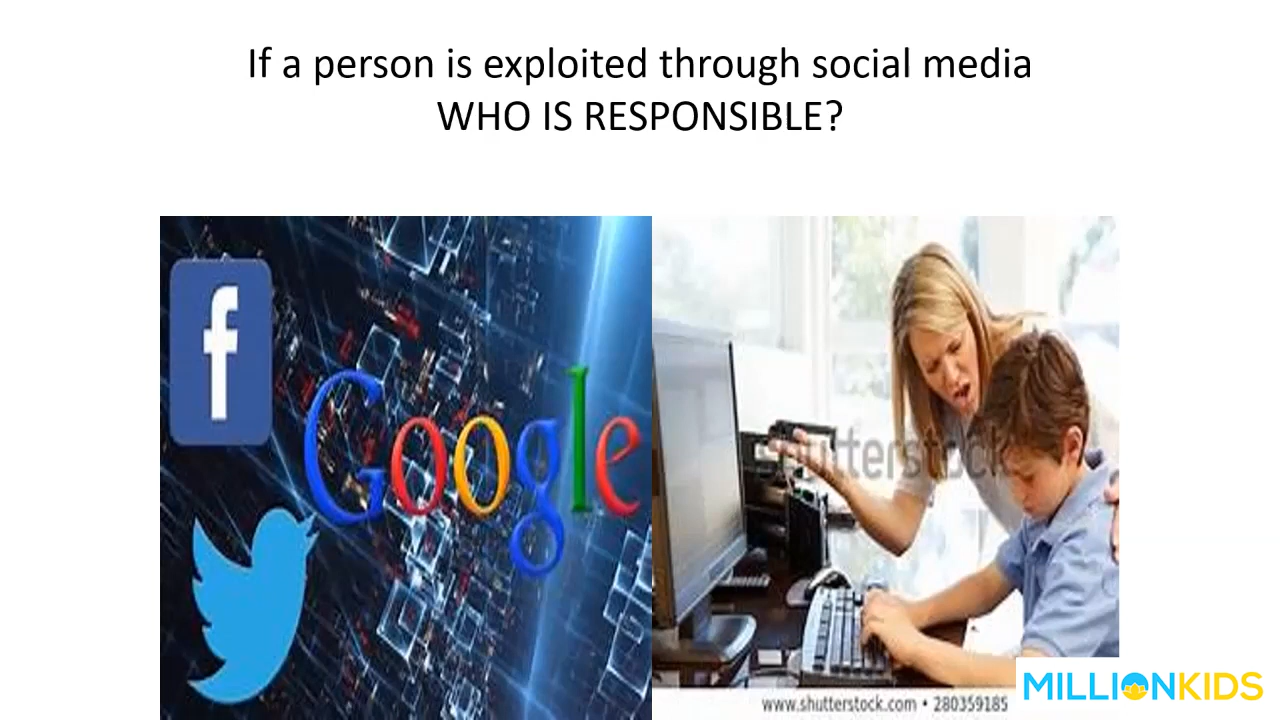 If a person is exploited through social media
WHO IS RESPONSIBLE?
f
Google
shutterstock
www.shutterstock.com • 280359185
MILLIONKIDS